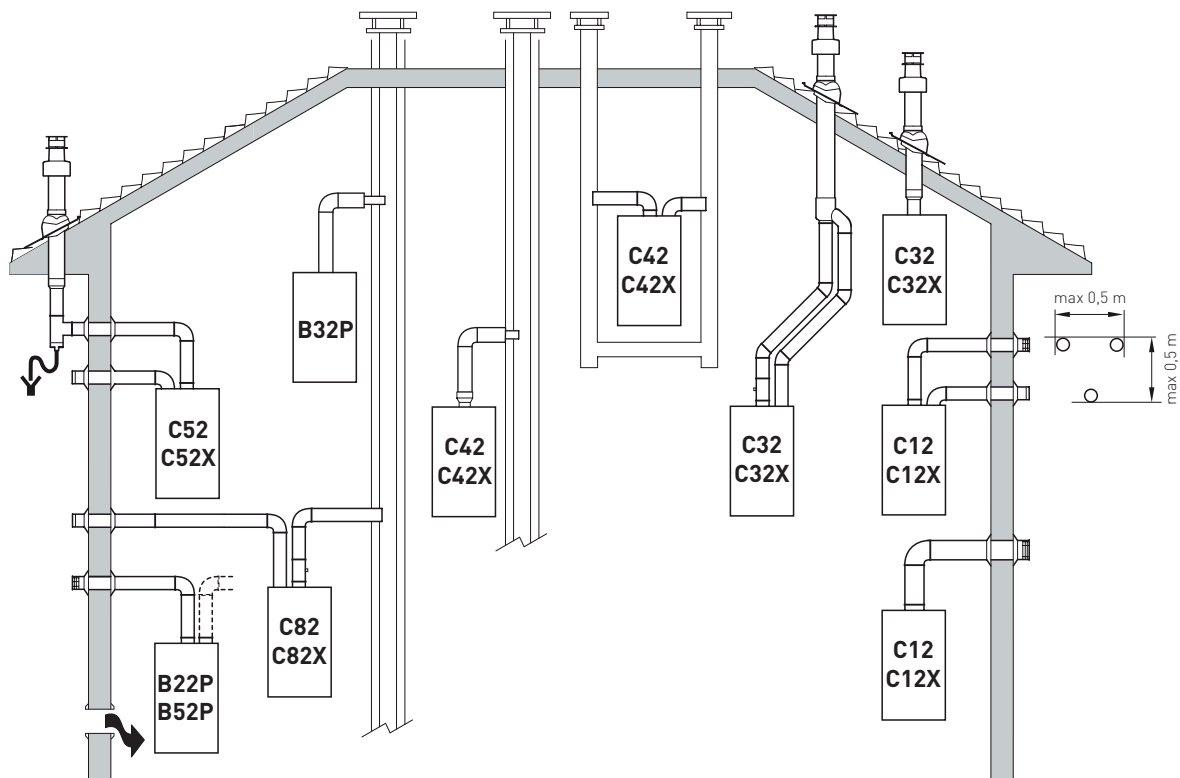 C42
C42X
C32
C32X
B32P
max 0,5 m
max 0,5 m
C52
C52X
C42
C42X
C32
C32X
C12
C12X
C82
C82X
C12
C12X
B22P
B52P